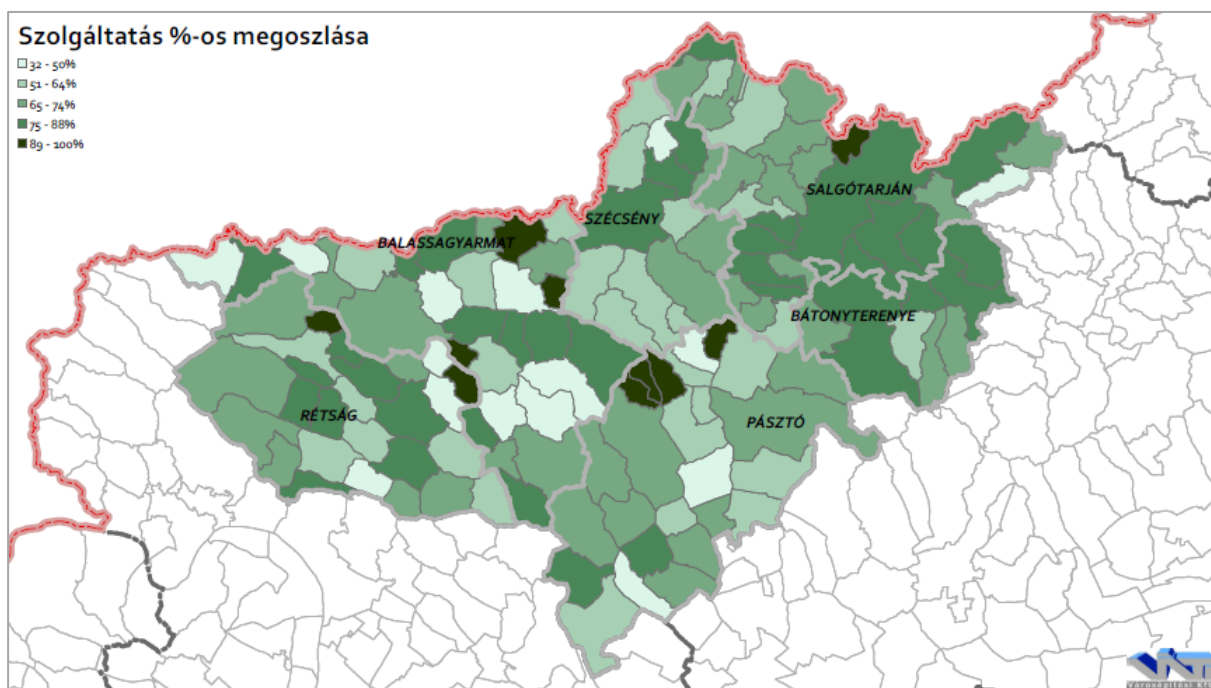 Szolgáltatás %-os megoszlása
32 - 50%
51 - 64%
65 - 74%
75 - 88%
89 - 100%
SALGÓTARJÁN
SZÉCSÉNY
BALASSAGYARMAT
BÁTONYTERENYE
RÉTSÁG
PÁSZTÓ
VÁTI